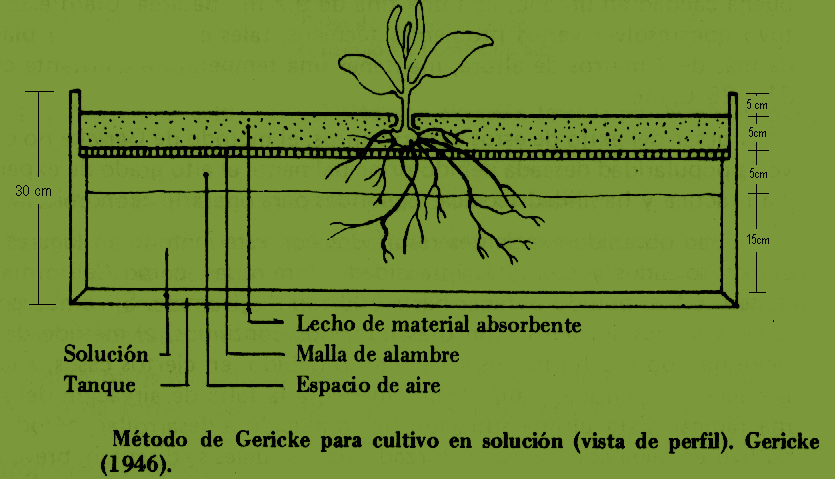 5 cm
5cm
30 cm
5cm
15cm
Lecho de material absorbente
Solución
Malla de alambre
Tanque
Espacio de aire
Método de Gericke para cultivo en solución (vista de perfil). Gericke
(1946).